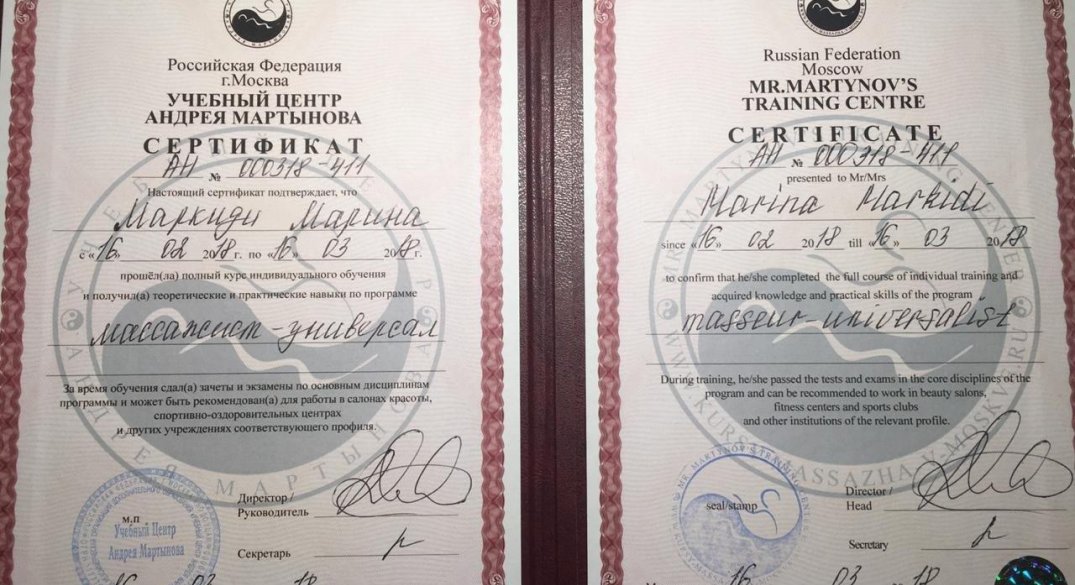 Российская Федерация
г.Москва
УЧЕБНЫЙ ЦЕНТР
АНДРЕЯ МАРТЫНОВА
СЕРТИФИКАТ
АН № 000318-411
Настоящий сертификат подтверждает, что
Маркиди Марина
с «16» 02 2018 г. по «16» 03 2018 г.
прошёл(ла) полный курс индивидуального обучения
и получил(а) теоретические и практические навыки по программе
массажист-универсал
За время обучения сдал(а) зачеты и экзамены по основным дисциплинам
программы и может быть рекомендован(а) для работы в салонах красоты,
спортивно-оздоровительных центрах
и других учреждениях соответствующего профиля.
Директор /
Руководитель
м.п
Учебный Центр
Андрея Мартынова
Секретарь
16 03 18
Russian Federation
Moscow
MR.MARTYNOV'S
TRAINING CENTRE
CERTIFICATE
АН № 000318-411
presented to Mr/Mrs
Marina Markidi
since «16» 02 2018 till «16» 03 2018
to confirm that he/she completed the full course of individual training and
acquired knowledge and practical skills of the program
masseur universalist
During training, he/she passed the tests and exams in the core disciplines of the
program and can be recommended to work in beauty salons,
fitness centers and sports clubs
and other institutions of the relevant profile.
Director /
Head
seal/stamp
Secretary
16 03 18